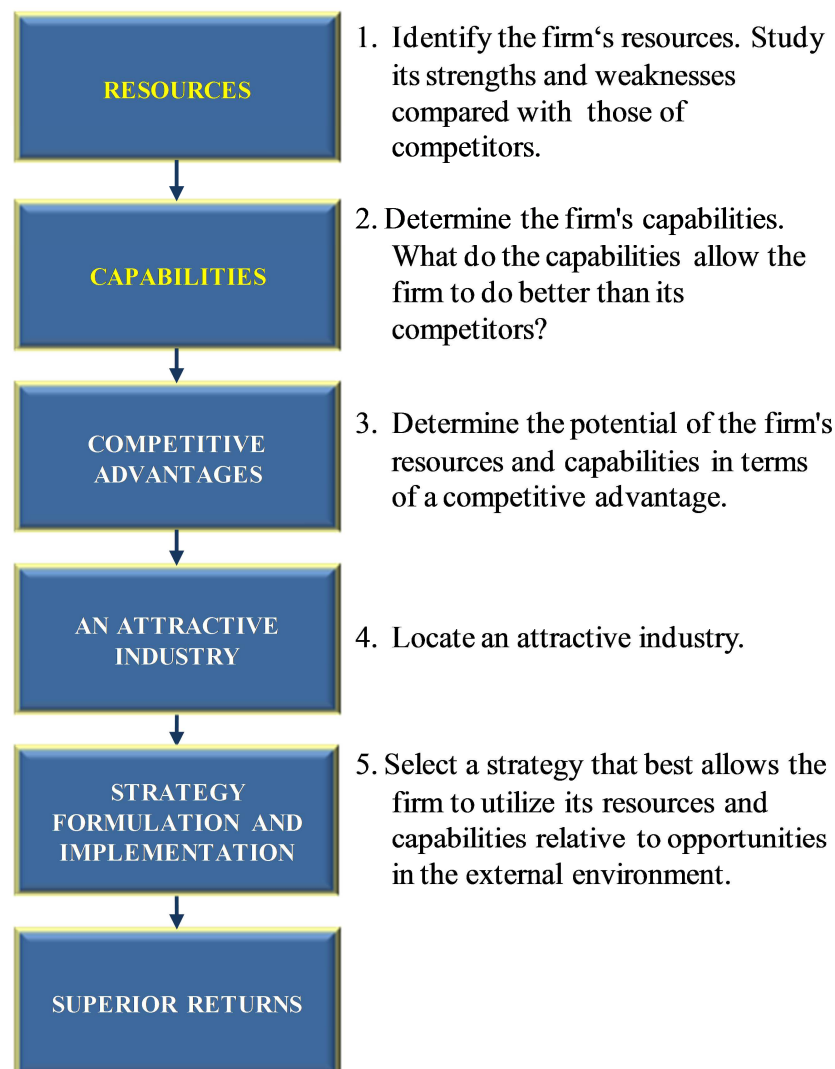 RESOURCES
1. Identify the firm‘s resources. Study
its strengths and weaknesses
compared with those of
competitors.
CAPABILITIES
2. Determine the firm's capabilities.
What do the capabilities allow the
firm to do better than its
competitors?
COMPETITIVE
ADVANTAGES
3. Determine the potential of the firm's
resources and capabilities in terms
of a competitive advantage.
AN ATTRACTIVE
INDUSTRY
4. Locate an attractive industry.
STRATEGY
FORMULATION AND
IMPLEMENTATION
5. Select a strategy that best allows the
firm to utilize its resources and
capabilities relative to opportunities
in the external environment.
SUPERIOR RETURNS